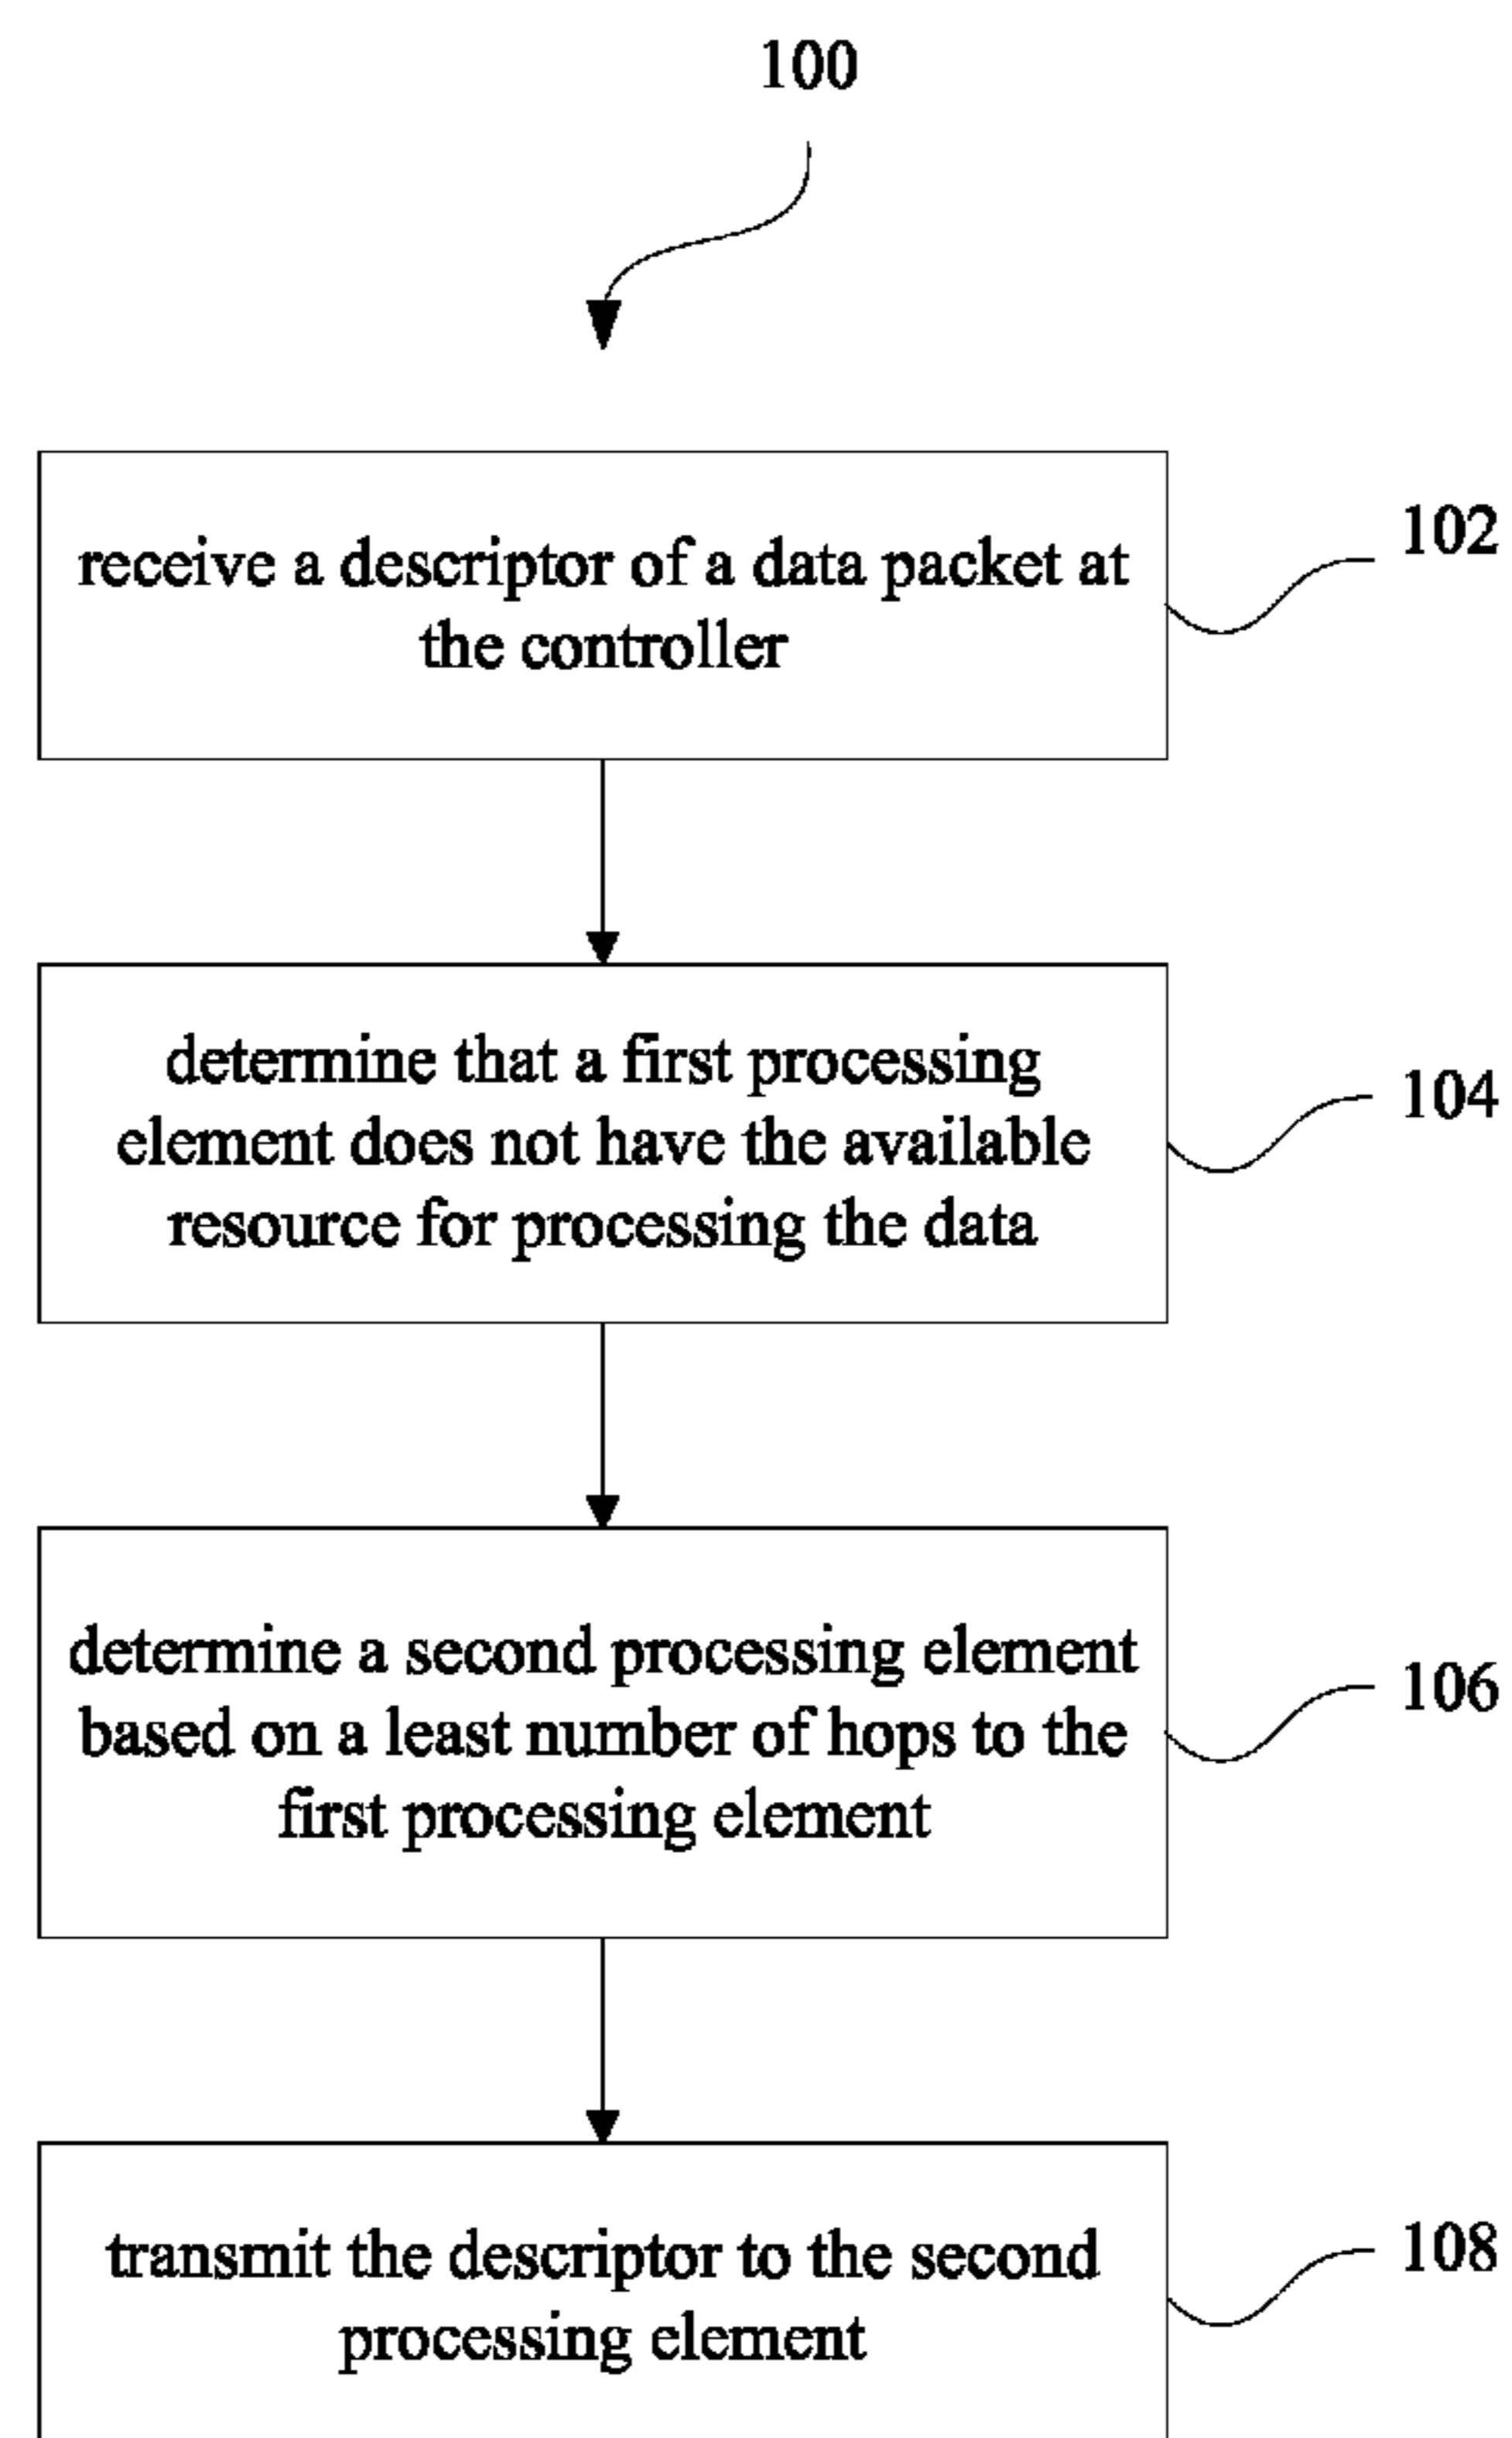 100
receive a descriptor of a data packet at
the controller
102
determine that a first processing
element does not have the available
resource for processing the data
104
determine a second processing element
based on a least number of hops to the
first processing element
106
transmit the descriptor to the second
processing element
108